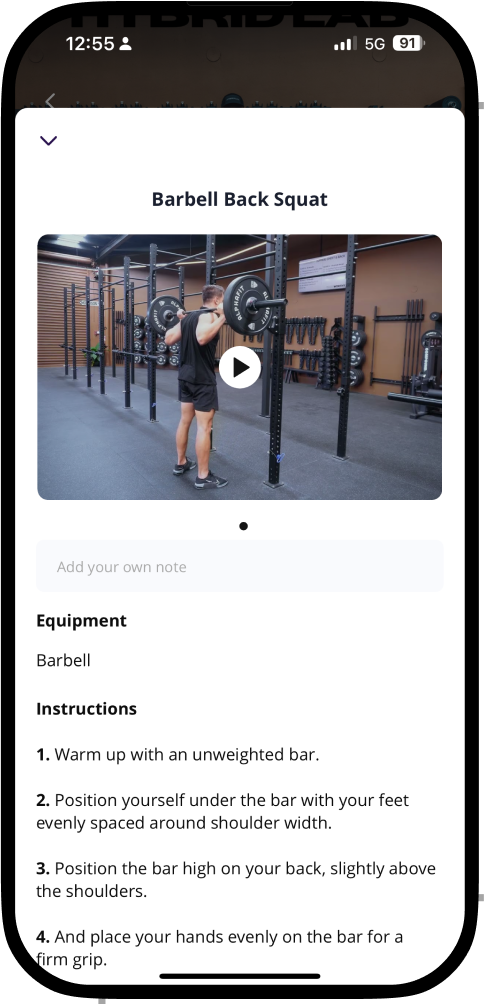 HYBRID LAB
12:55
5G
91
Barbell Back Squat
ALPHAFIT
Add your own note
Equipment
Barbell
Instructions
1. Warm up with an unweighted bar.
2. Position yourself under the bar with your feet
evenly spaced around shoulder width.
3. Position the bar high on your back, slightly above
the shoulders.
4. And place your hands evenly on the bar for a
firm grip.